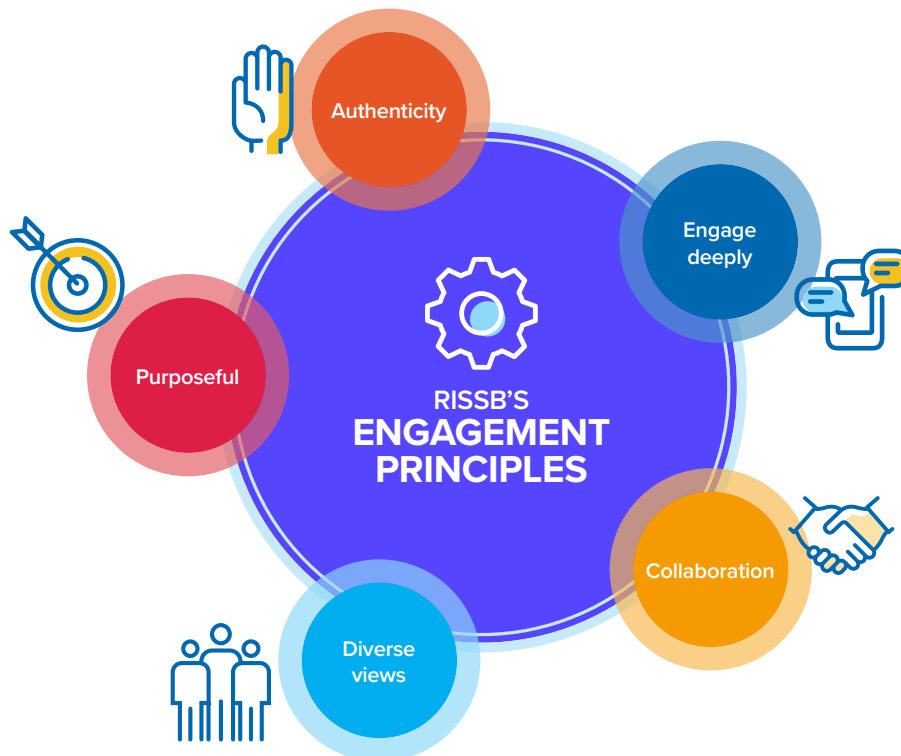 Authenticity
Engage
deeply
Purposeful
RISSB'S
ENGAGEMENT
PRINCIPLES
Collaboration
Diverse
views